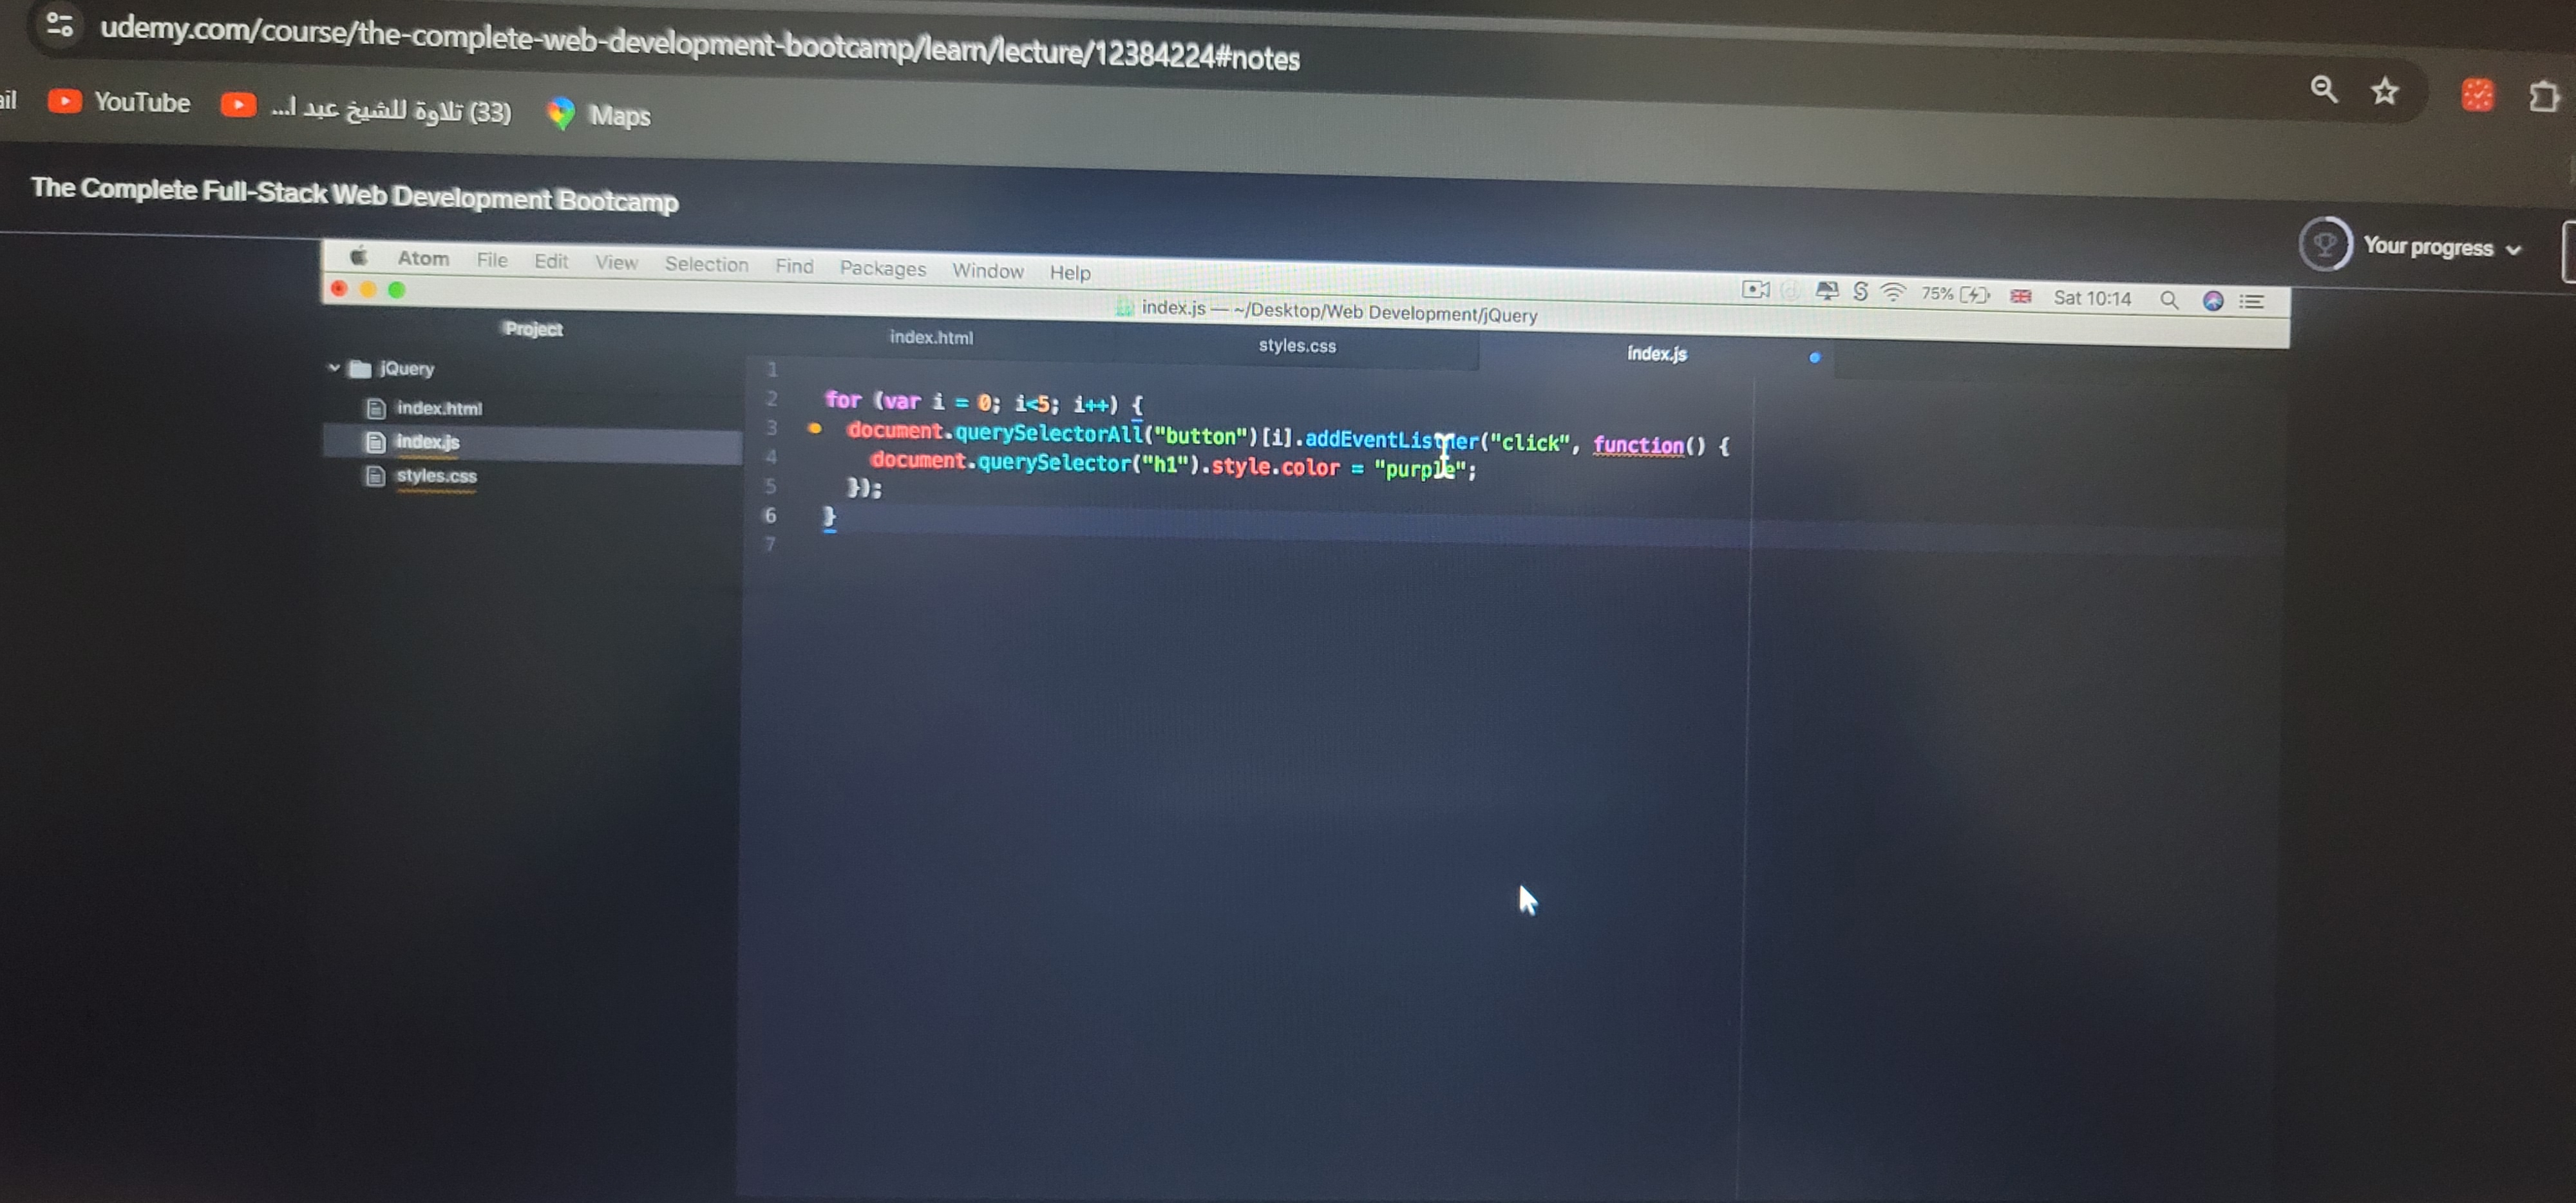 udemy.com/course/the-complete-web-development-bootcamp/learn/lecture/12384224#notes
ail YouTube (33) تلاوة للشيخ عبد ا... Maps
The Complete Full-Stack Web Development Bootcamp
Your progress
Atom File Edit View Selection Find Packages Window Help
75% Sat 10:14
index.js — ~/Desktop/Web Development/jQuery
Project
index.html styles.css index.js
jQuery
index.html
index.js
styles.css
1
2 for (var i = 0; i<5; i++) {
3 document.querySelectorAll("button")[i].addEventListener("click", function() {
4 document.querySelector("h1").style.color = "purple";
5 });
6 }
7